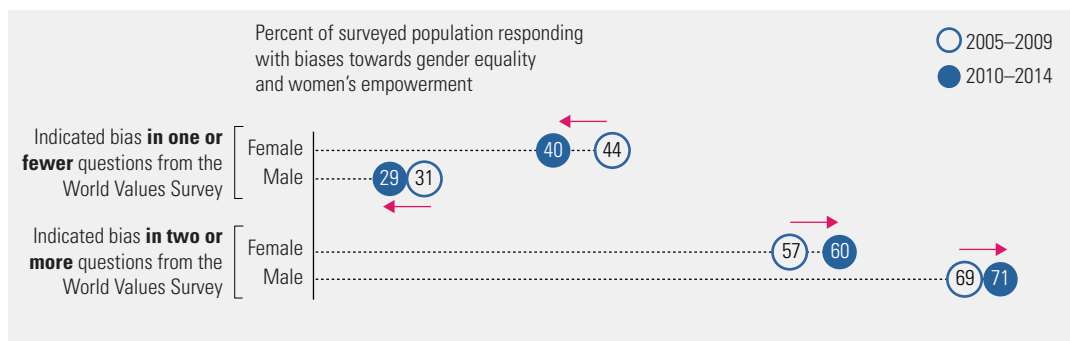 Percent of surveyed population responding
with biases towards gender equality
and women's empowerment
2005–2009
2010–2014
Indicated bias in one or
fewer questions from the
World Values Survey
Female
40
44
Male
29
31
Indicated bias in two or
more questions from the
World Values Survey
Female
57
60
Male
69
71